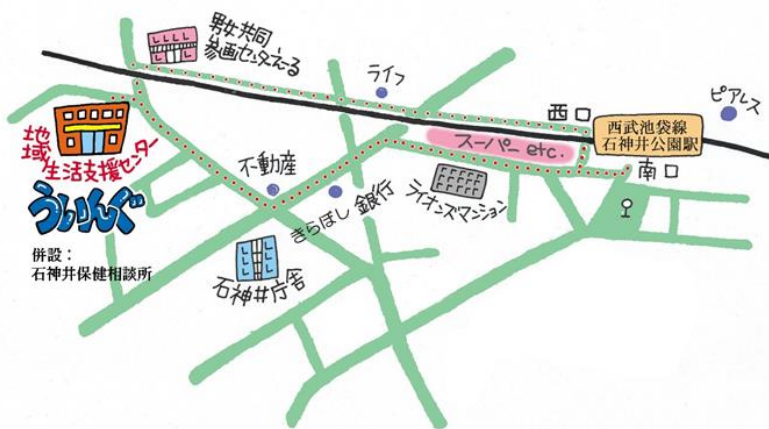 男女共同
参画センターえーる
ライフ
ピアレス
西口
西武池袋線
石神井公園駅
スーパー etc.
南口
地域
生活支援センター
ういんぐ
不動産
きらぼし銀行
ライオンズマンション
併設：
石神井保健相談所
石神井庁舎